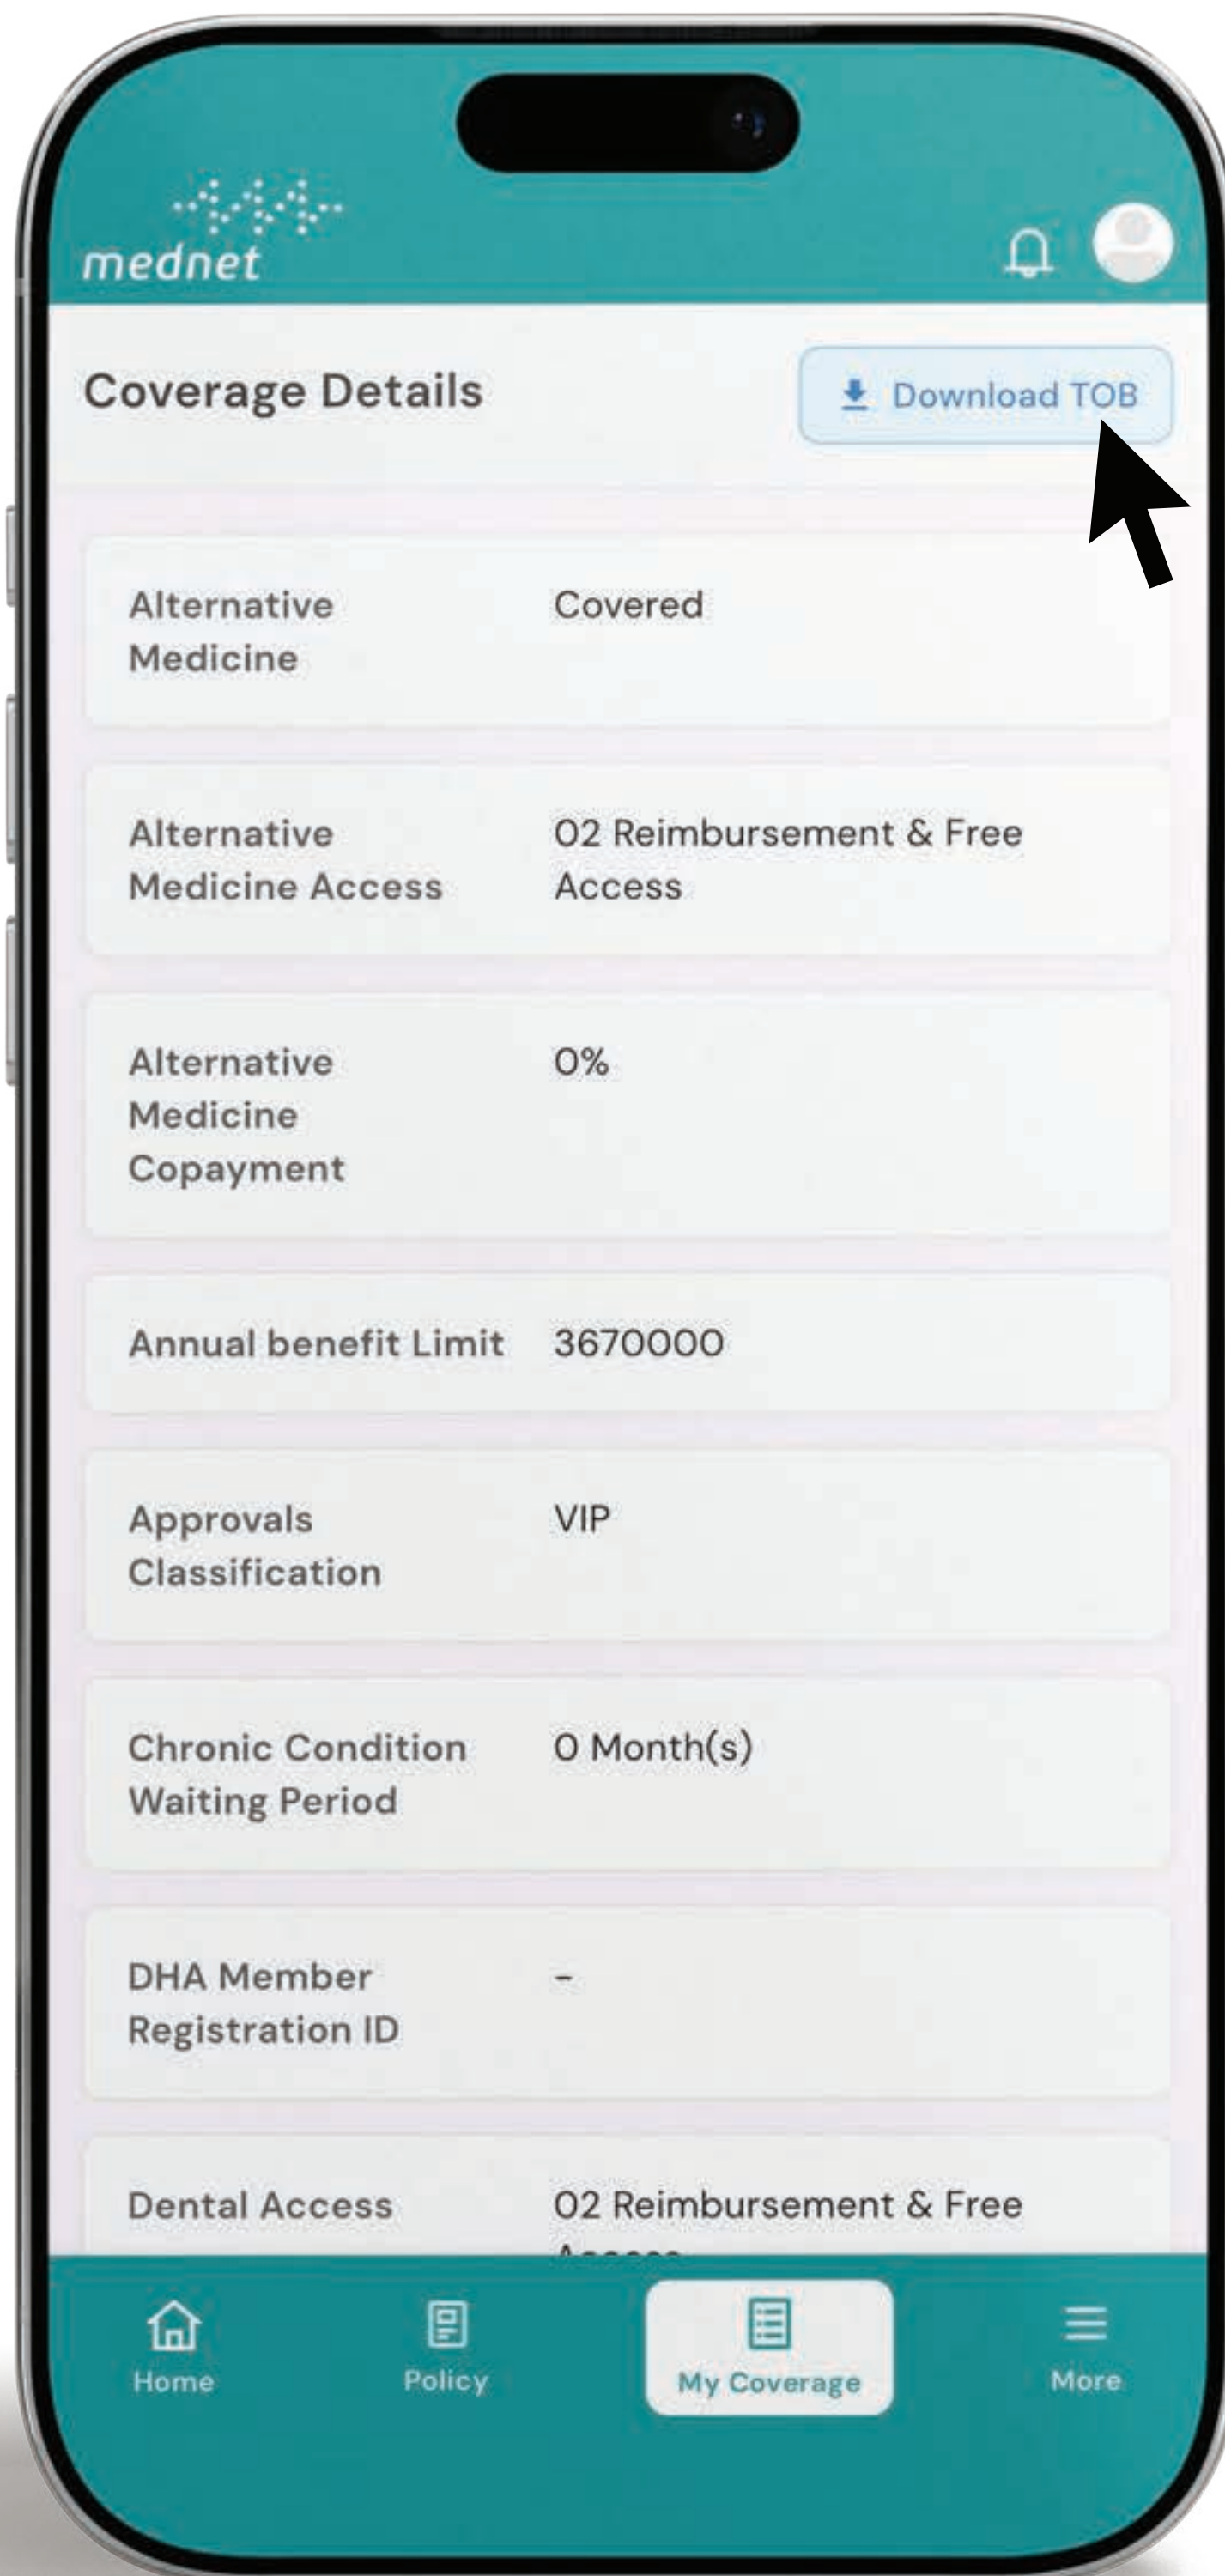 mednet
Coverage Details
Download TOB
Alternative
Medicine
Covered
Alternative
Medicine Access
02 Reimbursement & Free
Access
Alternative
Medicine
Copayment
0%
Annual benefit Limit
3670000
Approvals
Classification
VIP
Chronic Condition
Waiting Period
0 Month(s)
DHA Member
Registration ID
-
Dental Access
02 Reimbursement & Free
Home
Policy
My Coverage
More